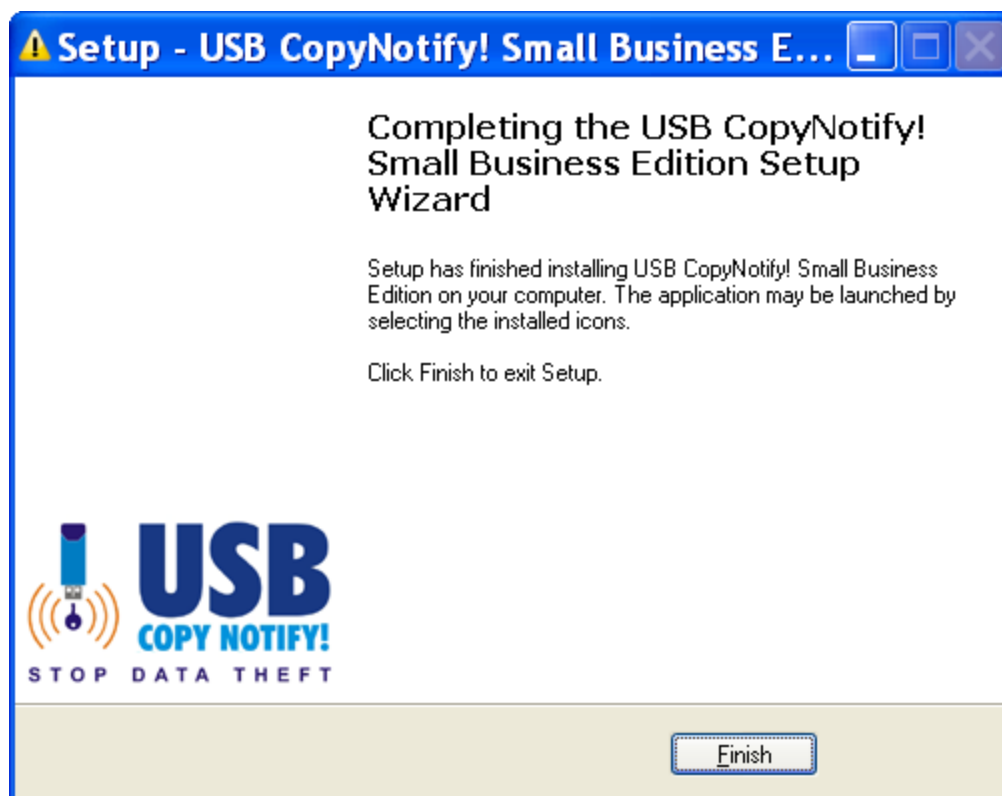 Setup - USB CopyNotify! Small Business E...
Completing the USB CopyNotify!
Small Business Edition Setup
Wizard
Setup has finished installing USB CopyNotify! Small Business
Edition on your computer. The application may be launched by
selecting the installed icons.
Click Finish to exit Setup.
USB
COPY NOTIFY!
STOP DATA THEFT
Finish